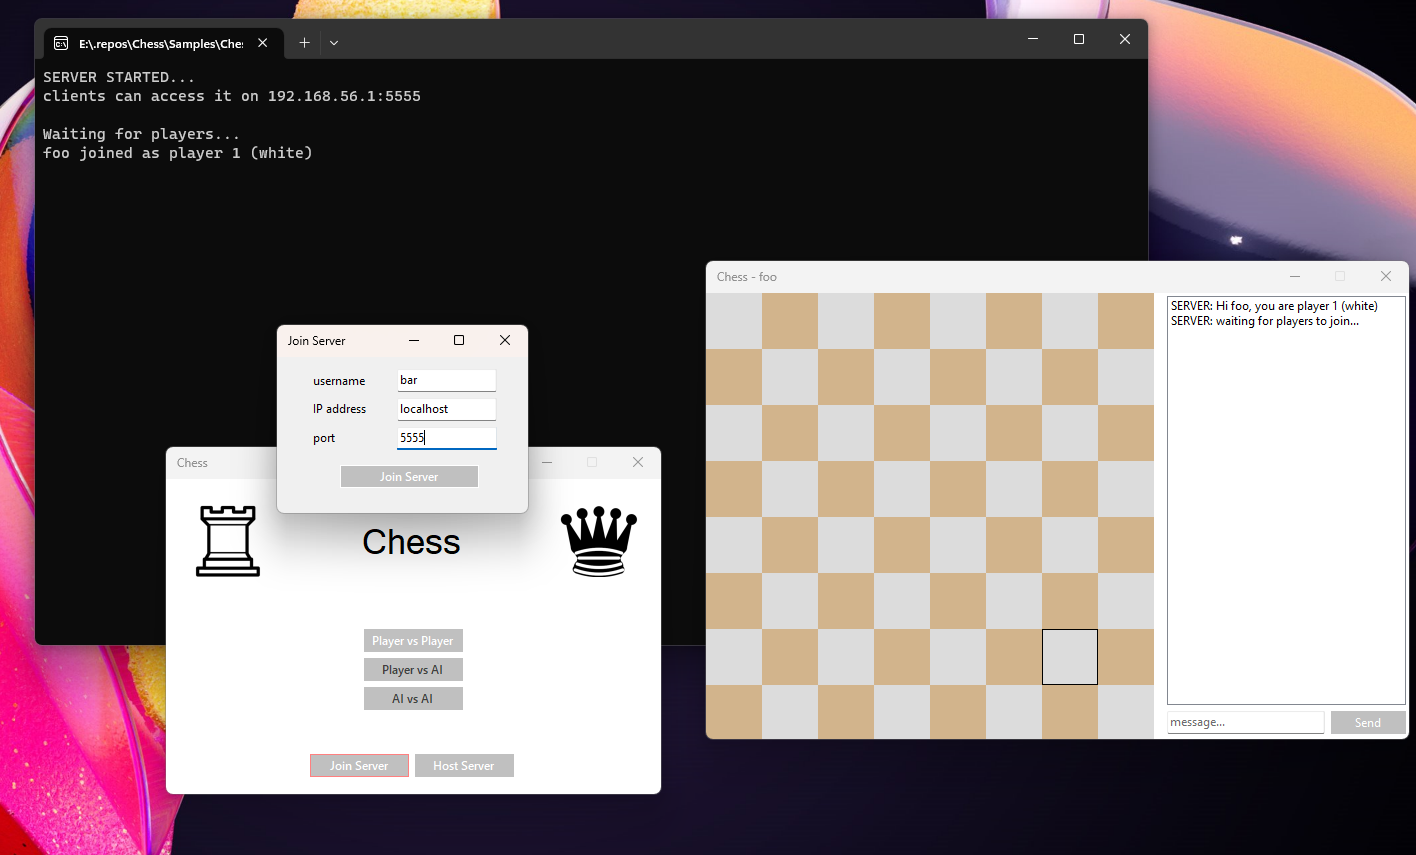 E:\.repos\Chess\Samples\Che
SERVER STARTED...
clients can access it on 192.168.56.1:5555
Waiting for players...
foo joined as player 1 (white)
Chess - foo
SERVER: Hi foo, you are player 1 (white)
SERVER: waiting for players to join...
message...
Send
Join Server
username
bar
IP address
localhost
port
5555
Join Server
Chess
Chess
Player vs Player
Player vs AI
AI vs AI
Join Server
Host Server